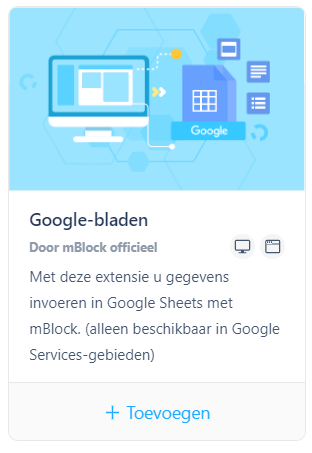 Google
Google-bladen
Door mBlock officieel
Met deze extensie u gegevens
invoeren in Google Sheets met
mBlock. (alleen beschikbaar in Google
Services-gebieden)
+ Toevoegen